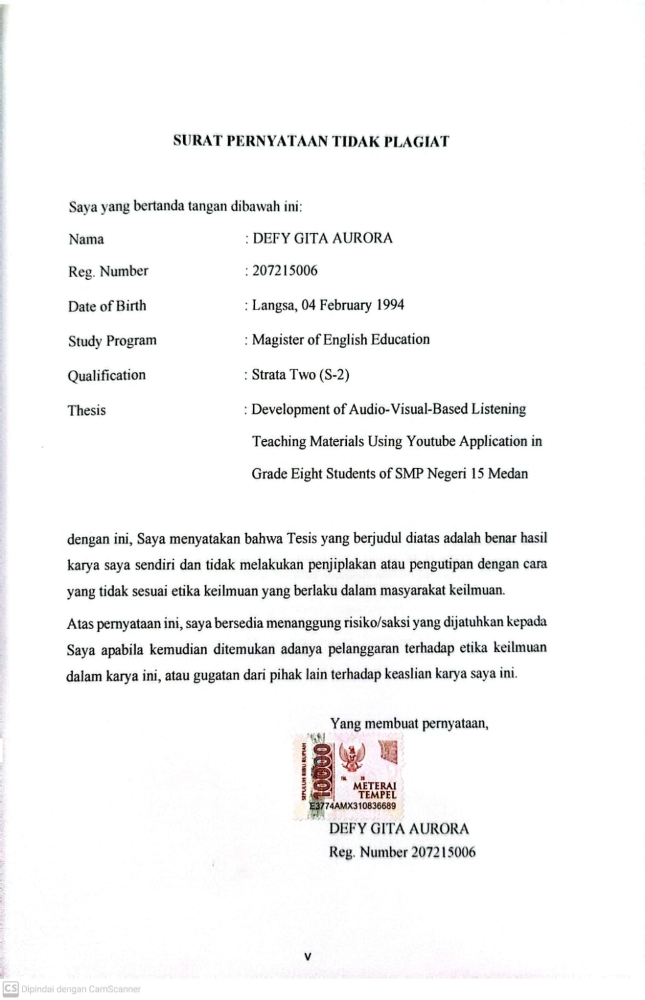 SURAT PERNYATAAN TIDAK PLAGIAT
Saya yang bertanda tangan dibawah ini:
Nama : DEFY GITA AURORA
Reg. Number : 207215006
Date of Birth : Langsa, 04 February 1994
Study Program : Magister of English Education
Qualification : Strata Two (S-2)
Thesis : Development of Audio-Visual-Based Listening
Teaching Materials Using Youtube Application in
Grade Eight Students of SMP Negeri 15 Medan
dengan ini, Saya menyatakan bahwa Tesis yang berjudul diatas adalah benar hasil
karya saya sendiri dan tidak melakukan penjiplakan atau pengutipan dengan cara
yang tidak sesuai etika keilmuan yang berlaku dalam masyarakat keilmuan.
Atas pernyataan ini, saya bersedia menanggung risiko/saksi yang dijatuhkan kepada
Saya apabila kemudian ditemukan adanya pelanggaran terhadap etika keilmuan
dalam karya ini, atau gugatan dari pihak lain terhadap keaslian karya saya ini.
Yang membuat pernyataan,
SEPULUH RIBU RUPIAH
10000
TGL. 20
METERAI
TEMPEL
E3774AMX310836689
DEFY GITA AURORA
Reg. Number 207215006
v
CS Dipindai dengan CamScanner